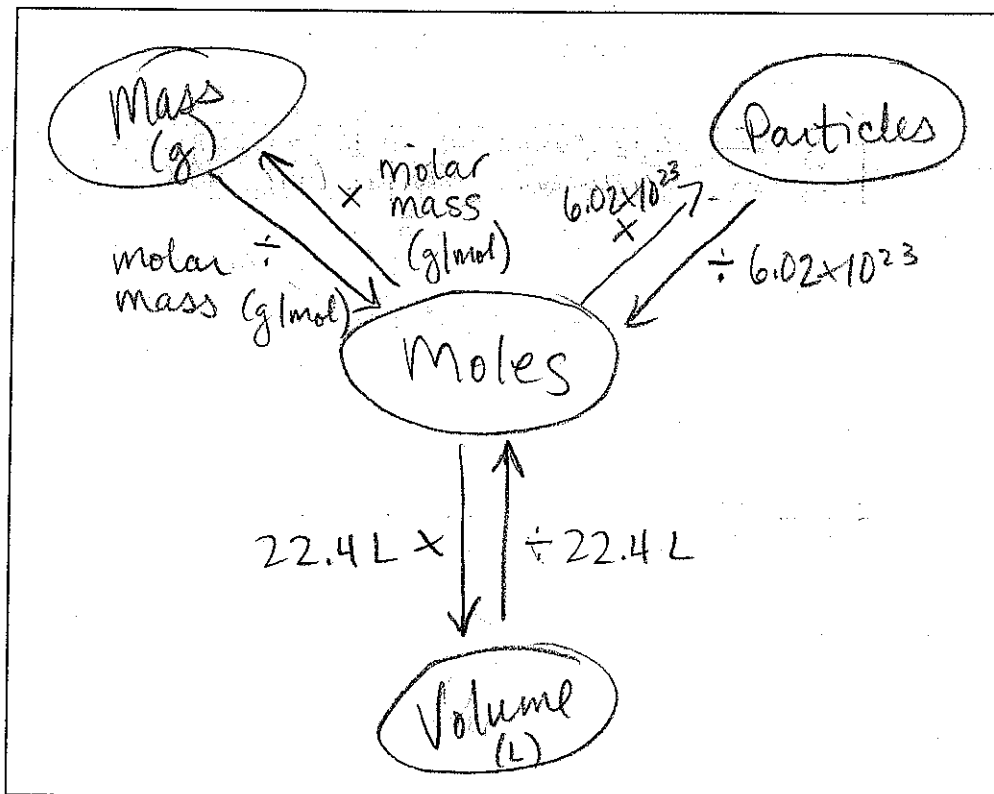 Mass
(g)
Particles
× molar
mass
(g/mol)
÷
molar
mass (g/mol)
6.02×10²³
×
÷ 6.02×10²³
Moles
22.4 L ×
÷ 22.4 L
Volume
(L)